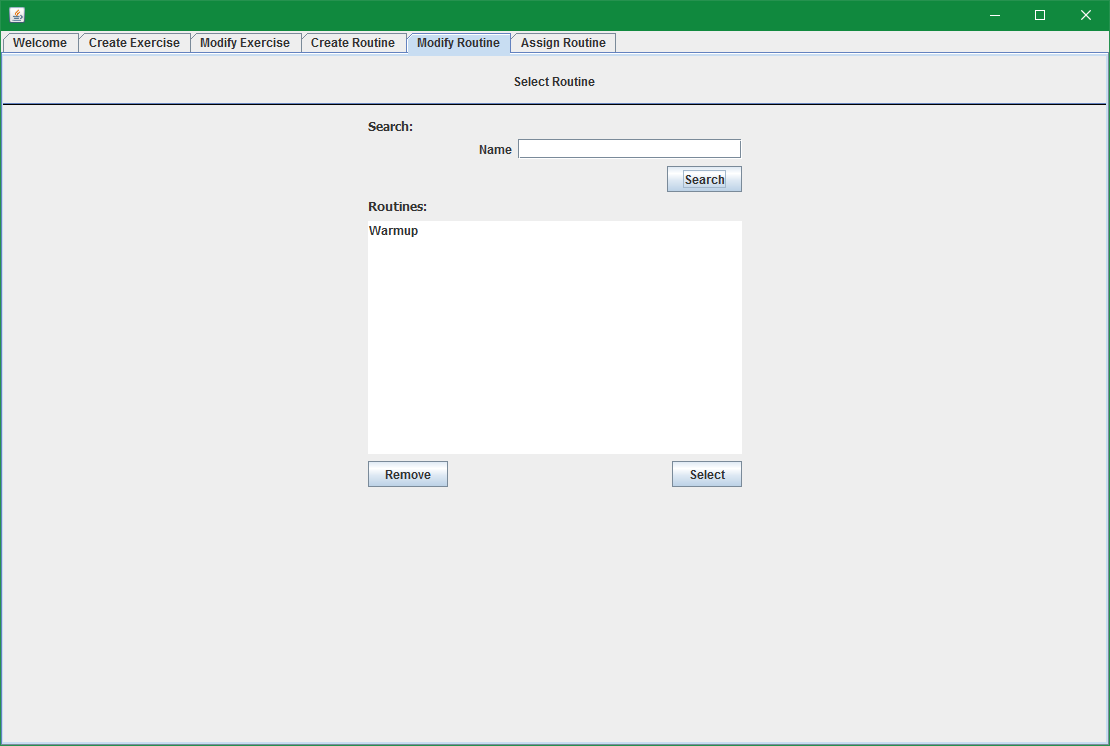 Welcome Create Exercise Modify Exercise Create Routine Modify Routine Assign Routine
Select Routine
Search:
Name
Search
Routines:
Warmup
Remove Select